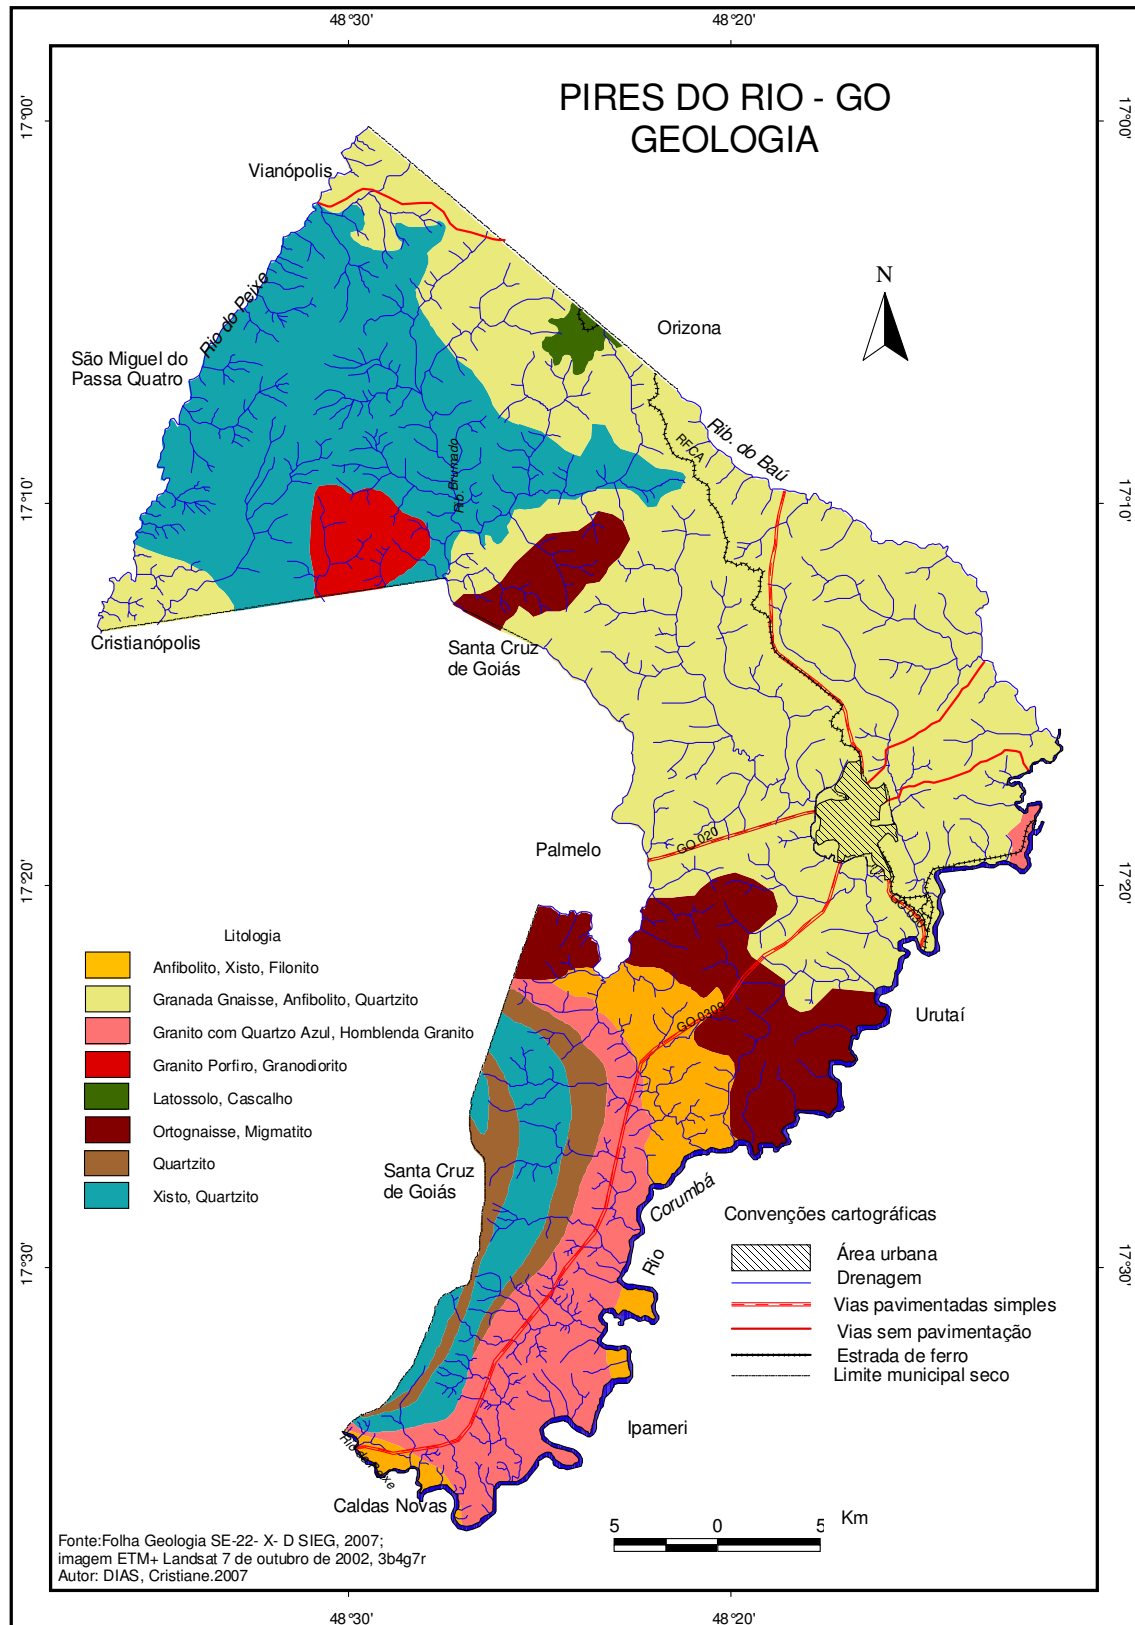 48°30'
48°20'
PIRES DO RIO - GO
GEOLOGIA
17°00'
17°00'
Vianópolis
N
Rio do Peixe
Orizona
São Miguel do
Passa Quatro
Rib. do Baú
RFCA
Rib. Brumado
17°10'
17°10'
Cristianópolis
Santa Cruz
de Goiás
GO 020
Palmelo
17°20'
17°20'
Litologia
Anfibolito, Xisto, Filonito
Granada Gnaisse, Anfibolito, Quartzito
Granito com Quartzo Azul, Homblenda Granito
Granito Porfiro, Granodiorito
Latossolo, Cascalho
Ortognaisse, Migmatito
Quartzito
Xisto, Quartzito
GO 0309
Urutaí
Santa Cruz
de Goiás
Corumbá
Rio
17°30'
17°30'
Convenções cartográficas
Área urbana
Drenagem
Vias pavimentadas simples
Vias sem pavimentação
Estrada de ferro
Limite municipal seco
Ipameri
Rio do Peixe
Caldas Novas
5 0 5 Km
Fonte:Folha Geologia SE-22- X- D SIEG, 2007;
imagem ETM+ Landsat 7 de outubro de 2002, 3b4g7r
Autor: DIAS, Cristiane.2007
48°30'
48°20'